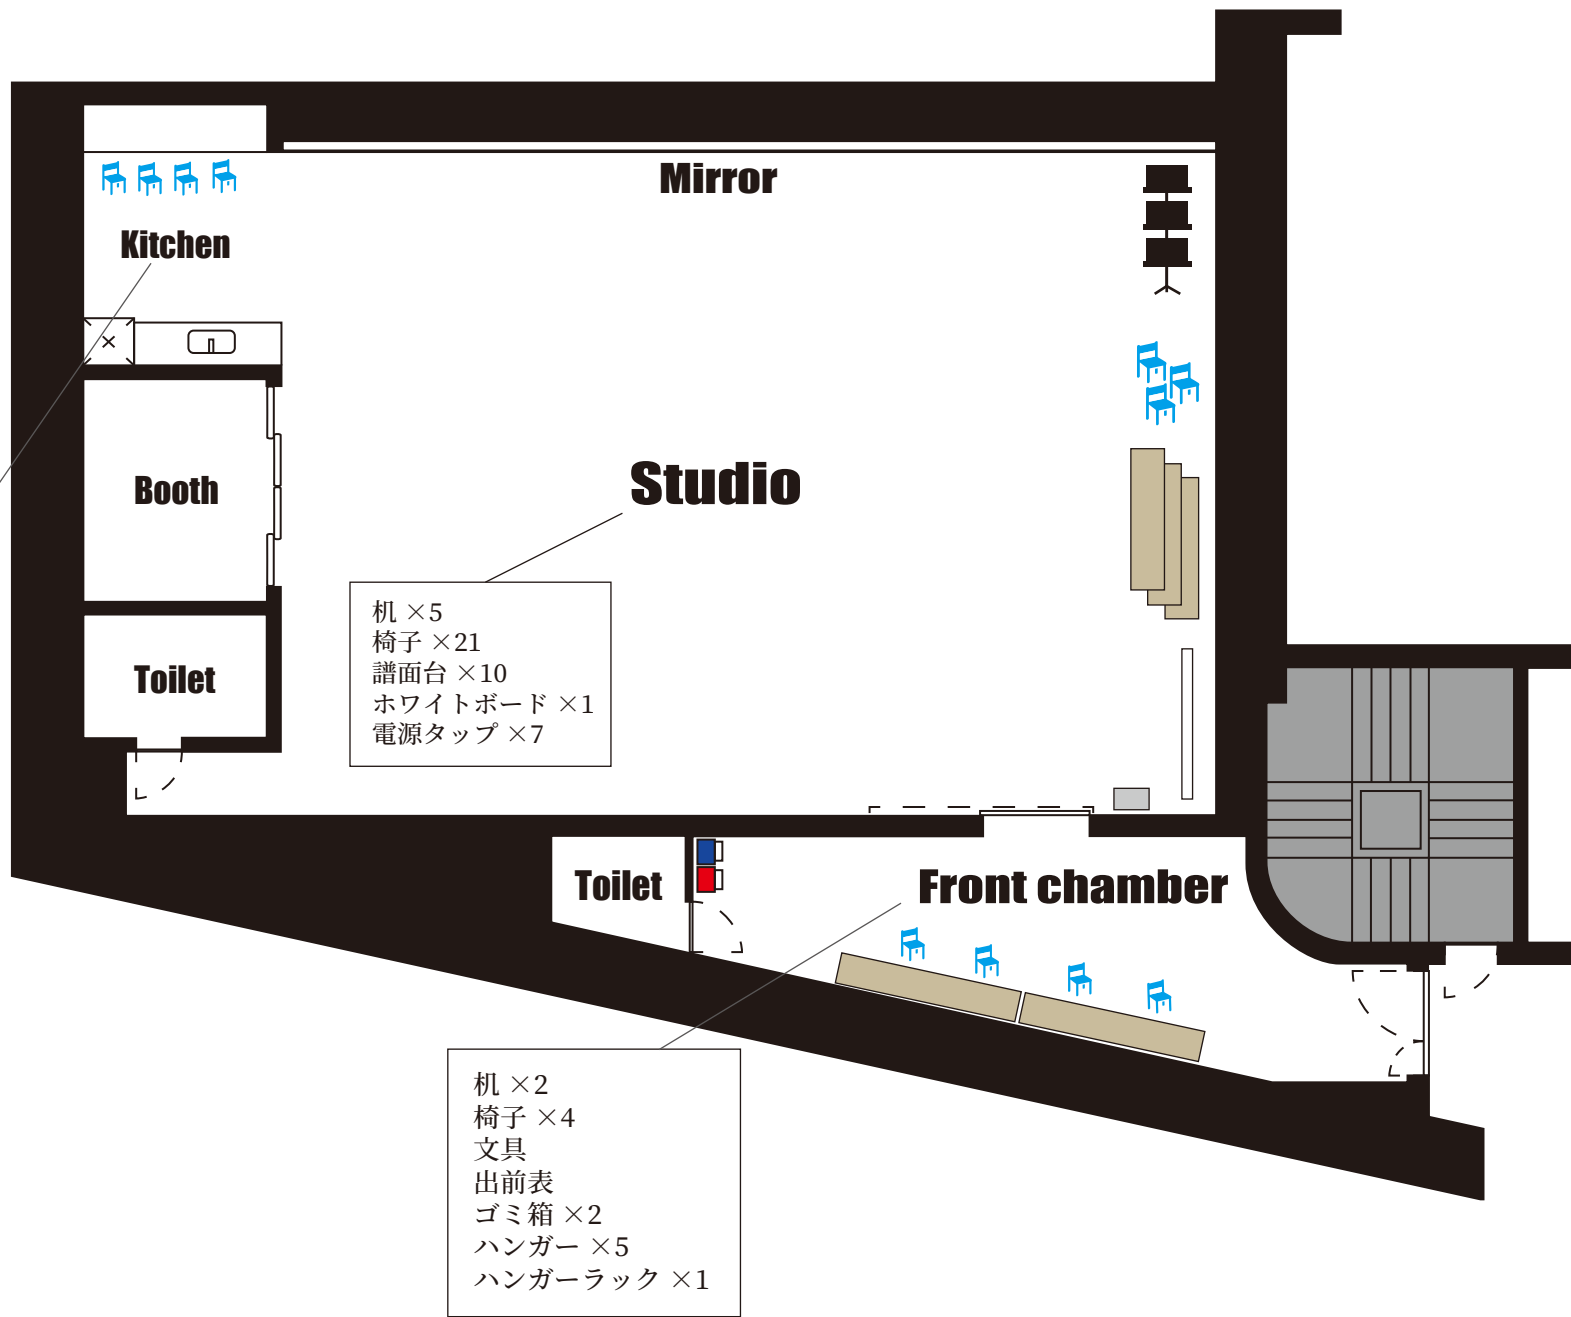 Mirror
Kitchen
Booth
Studio
机 ×5
椅子 ×21
譜面台 ×10
ホワイトボード ×1
電源タップ ×7
Toilet
Toilet
Front chamber
机 ×2
椅子 ×4
文具
出前表
ゴミ箱 ×2
ハンガー ×5
ハンガーラック ×1